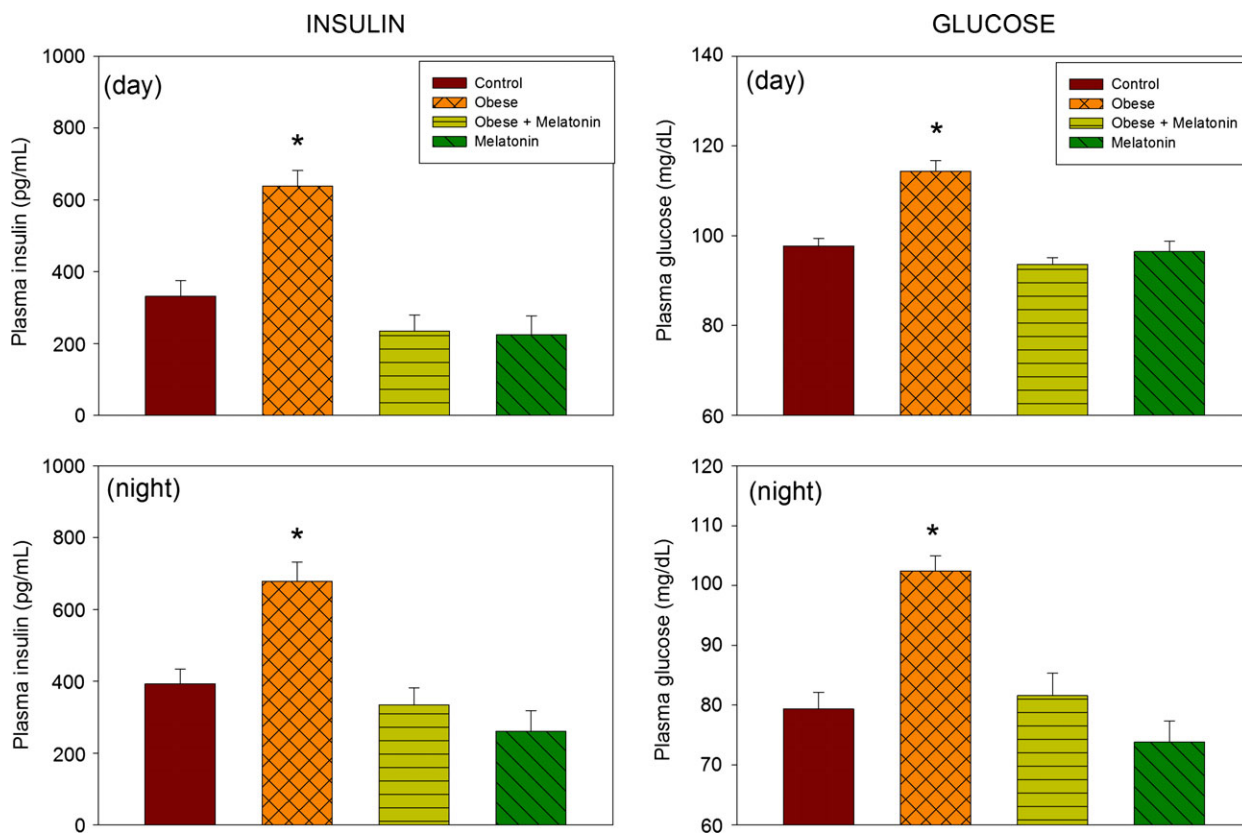 INSULIN
GLUCOSE
Plasma insulin (pg/mL)
1000
800
600
400
200
0
(day)
*
Control
Obese
Obese + Melatonin
Melatonin
Plasma glucose (mg/dL)
140
120
100
80
60
(day)
*
Control
Obese
Obese + Melatonin
Melatonin
Plasma insulin (pg/mL)
1000
800
600
400
200
0
(night)
*
Plasma glucose (mg/dL)
120
110
100
90
80
70
60
(night)
*